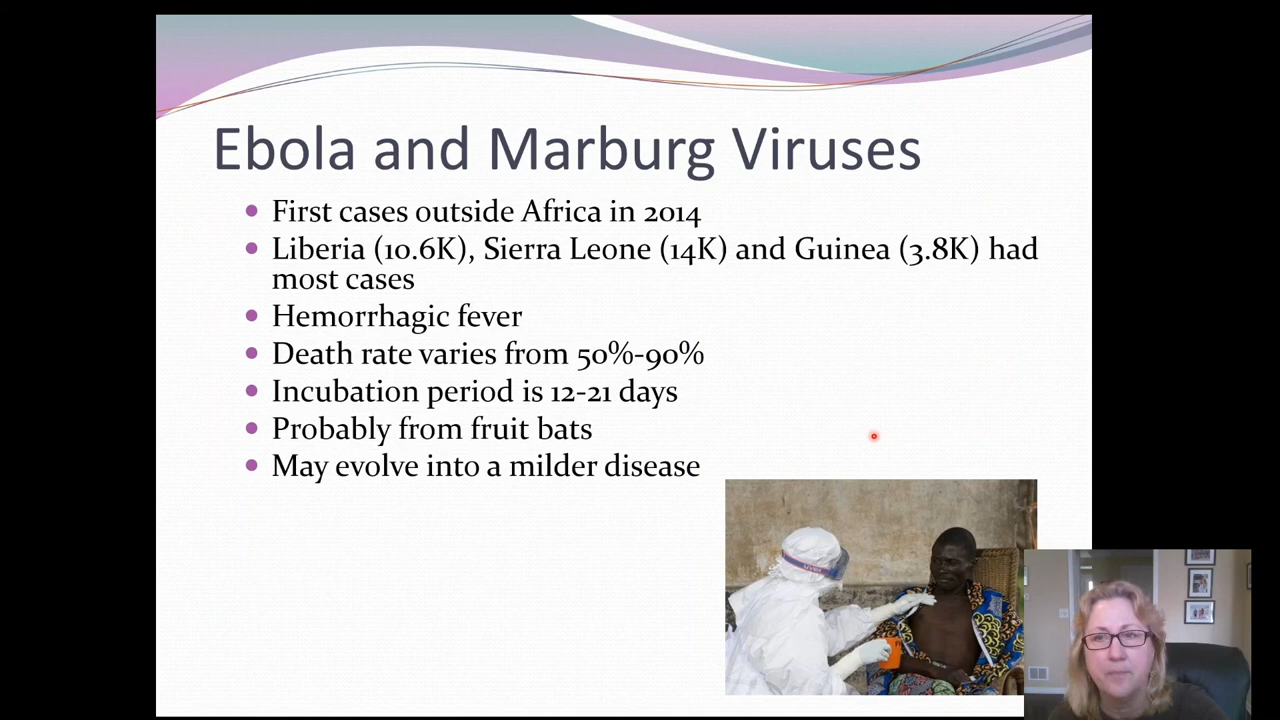 Ebola and Marburg Viruses
First cases outside Africa in 2014
Liberia (10.6K), Sierra Leone (14K) and Guinea (3.8K) had
most cases
Hemorrhagic fever
Death rate varies from 50%-90%
Incubation period is 12-21 days
Probably from fruit bats
May evolve into a milder disease